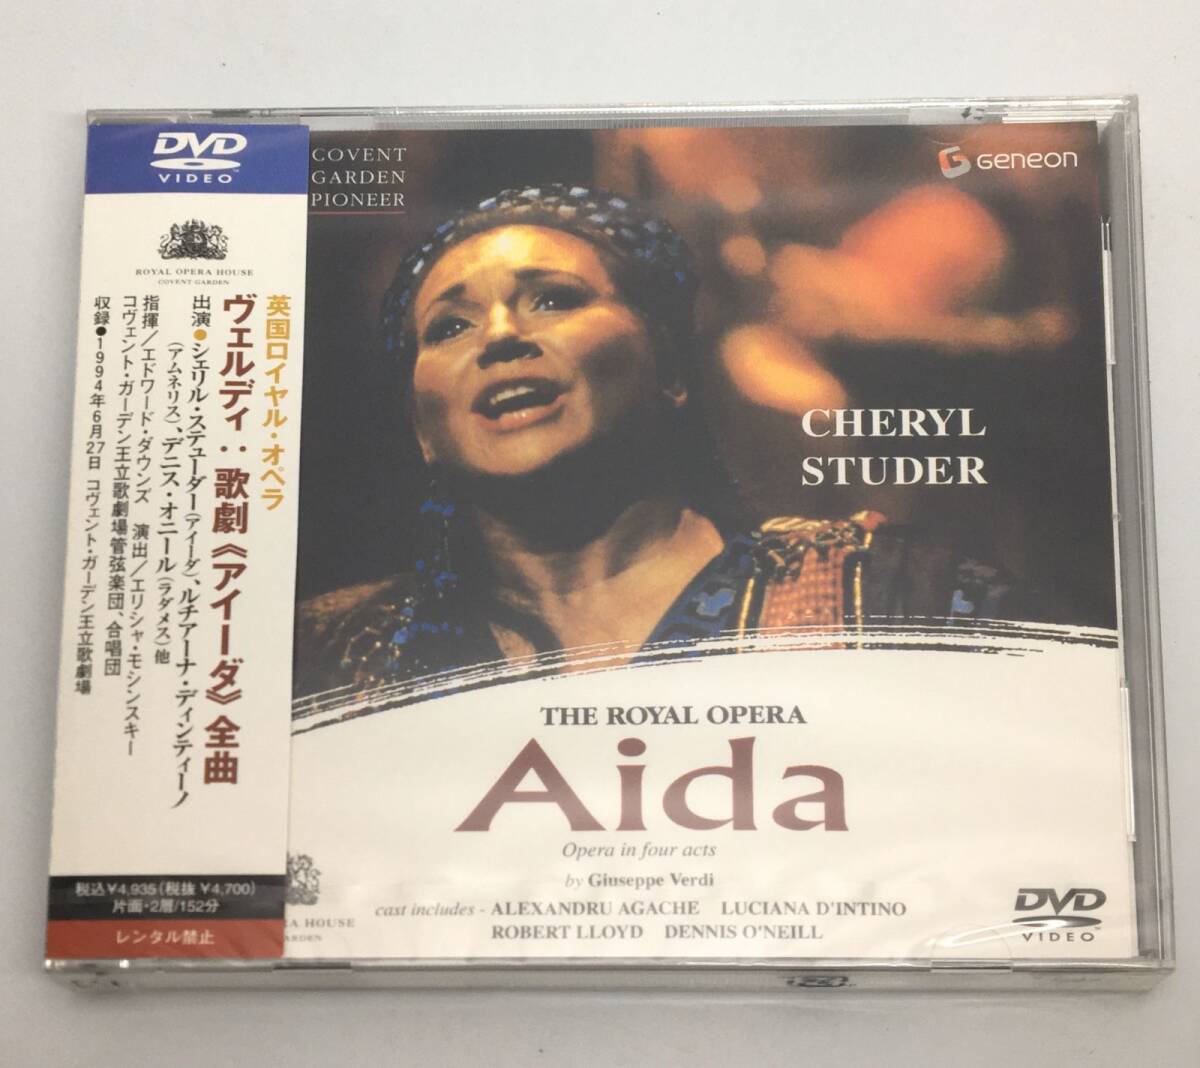 DVD
VIDEO
ROYAL OPERA HOUSE
COVENT GARDEN
英国ロイヤル・オペラ
ヴェルディ:歌劇《アイーダ》全曲
出演●シェリル・ステューダー(アイーダ)、ルチアーナ・ディンティーノ
(アムネリス)、デニス・オニール(ラダメス)他
指揮/エドワード・ダウンズ 演出/エリシャ・モシンスキー
コヴェント・ガーデン王立歌劇場管弦楽団、合唱団
収録●1994年6月27日 コヴェント・ガーデン王立歌劇場
税込¥4,935(税抜 ¥4,700)
片面・2層/152分
レンタル禁止
COVENT
GARDEN
PIONEER
GENEON
CHERYL
STUDER
THE ROYAL OPERA
Aida
Opera in four acts
by Giuseppe Verdi
cast includes - ALEXANDRU AGACHE LUCIANA D'INTINO
ROBERT LLOYD DENNIS O'NEILL
RA HOUSE
ARDEN
DVD
VIDEO